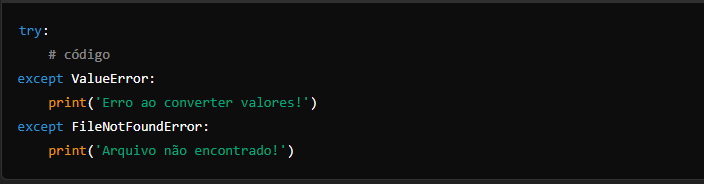 try:
    # código
except ValueError:
    print('Erro ao converter valores!')
except FileNotFoundError:
    print('Arquivo não encontrado!')